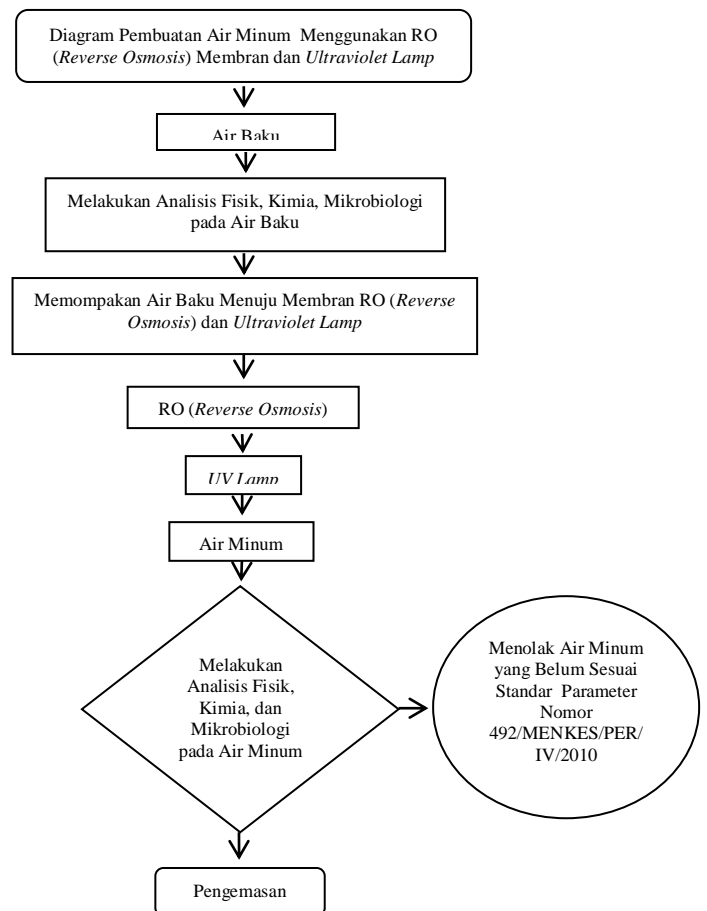 Diagram Pembuatan Air Minum Menggunakan RO
(Reverse Osmosis) Membran dan Ultraviolet Lamp
Air Baku
Melakukan Analisis Fisik, Kimia, Mikrobiologi
pada Air Baku
Memompakan Air Baku Menuju Membran RO (Reverse
Osmosis) dan Ultraviolet Lamp
RO (Reverse Osmosis)
UV Lamp
Air Minum
Melakukan
Analisis Fisik,
Kimia, dan
Mikrobiologi
pada Air Minum
Menolak Air Minum
yang Belum Sesuai
Standar Parameter
Nomor
492/MENKES/PER/
IV/2010
Pengemasan